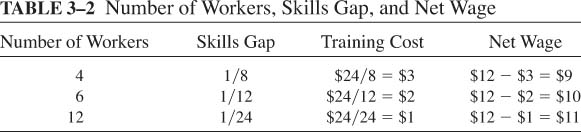 TABLE 3–2 Number of Workers, Skills Gap, and Net Wage
Number of Workers Skills Gap Training Cost Net Wage
4 1/8 $24/8 = $3 $12 − $3 = $9
6 1/12 $24/12 = $2 $12 − $2 = $10
12 1/24 $24/24 = $1 $12 − $1 = $11